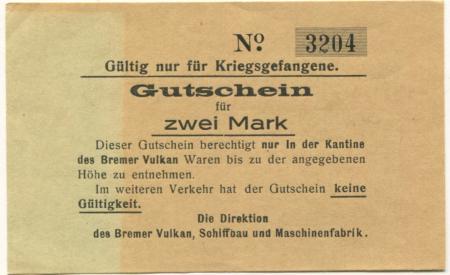 Nº 3204
Gültig nur für Kriegsgefangene.
Gutschein
für
zwei Mark
Dieser Gutschein berechtigt nur in der Kantine
des Bremer Vulkan Waren bis zu der angegebenen
Höhe zu entnehmen.
Im weiteren Verkehr hat der Gutschein keine
Gültigkeit.
Die Direktion
des Bremer Vulkan, Schiffbau und Maschinenfabrik.